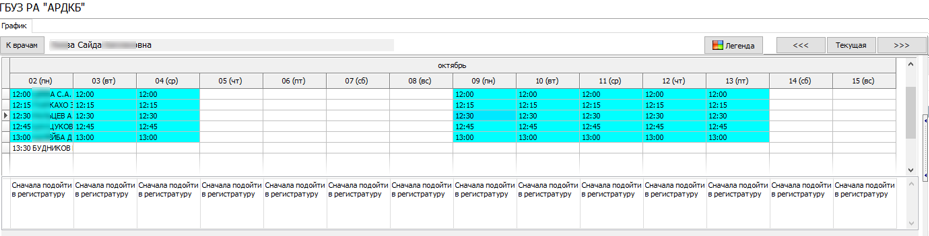 ГБУЗ РА "АРДКБ"
График
К врачам ва Сайда вна Легенда <<< Текущая >>>
октябрь
02 (пн) 03 (вт) 04 (ср) 05 (чт) 06 (пт) 07 (сб) 08 (вс) 09 (пн) 10 (вт) 11 (ср) 12 (чт) 13 (пт) 14 (сб) 15 (вс)
12:00 А С.А. 12:00 12:00 12:00 12:00 12:00 12:00 12:00
12:15 КАХО З 12:15 12:15 12:15 12:15 12:15 12:15 12:15
12:30 ЦЕВ А 12:30 12:30 12:30 12:30 12:30 12:30 12:30
12:45 ЦУКОВ 12:45 12:45 12:45 12:45 12:45 12:45 12:45
13:00 ЙБА Д 13:00 13:00 13:00 13:00 13:00 13:00 13:00
13:30 БУДНИКОВ
Сначала подойти Сначала подойти Сначала подойти Сначала подойти Сначала подойти Сначала подойти Сначала подойти Сначала подойти Сначала подойти Сначала подойти Сначала подойти Сначала подойти Сначала подойти Сначала подойти
в регистратуру в регистратуру в регистратуру в регистратуру в регистратуру в регистратуру в регистратуру в регистратуру в регистратуру в регистратуру в регистратуру в регистратуру в регистратуру в регистратуру